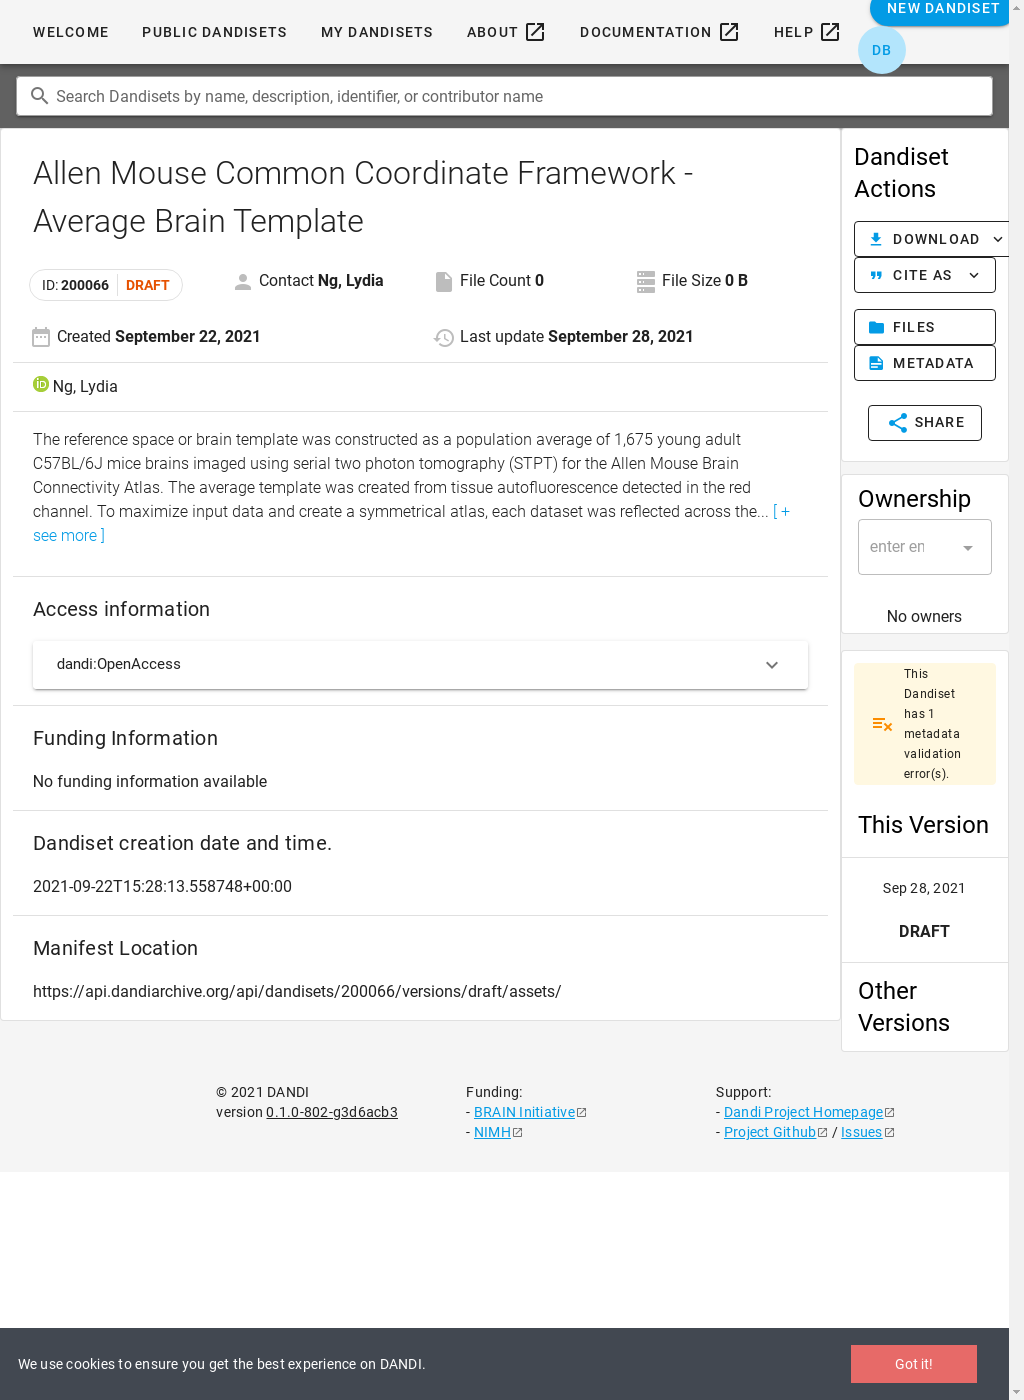 WELCOME PUBLIC DANDISETS MY DANDISETS ABOUT DOCUMENTATION HELP NEW DANDISET
DB
Search Dandisets by name, description, identifier, or contributor name
Allen Mouse Common Coordinate Framework -
Average Brain Template
ID: 200066 DRAFT Contact Ng, Lydia File Count 0 File Size 0 B
Created September 22, 2021 Last update September 28, 2021
Ng, Lydia
The reference space or brain template was constructed as a population average of 1,675 young adult
C57BL/6J mice brains imaged using serial two photon tomography (STPT) for the Allen Mouse Brain
Connectivity Atlas. The average template was created from tissue autofluorescence detected in the red
channel. To maximize input data and create a symmetrical atlas, each dataset was reflected across the... [ +
see more ]
Access information
dandi:OpenAccess
Funding Information
No funding information available
Dandiset creation date and time.
2021-09-22T15:28:13.558748+00:00
Manifest Location
https://api.dandiarchive.org/api/dandisets/200066/versions/draft/assets/
Dandiset
Actions
DOWNLOAD
CITE AS
FILES
METADATA
SHARE
Ownership
enter en
No owners
This
Dandiset
has 1
metadata
validation
error(s).
This Version
Sep 28, 2021
DRAFT
Other
Versions
© 2021 DANDI
version 0.1.0-802-g3d6acb3
Funding:
- BRAIN Initiative
- NIMH
Support:
- Dandi Project Homepage
- Project Github / Issues
We use cookies to ensure you get the best experience on DANDI.
Got it!